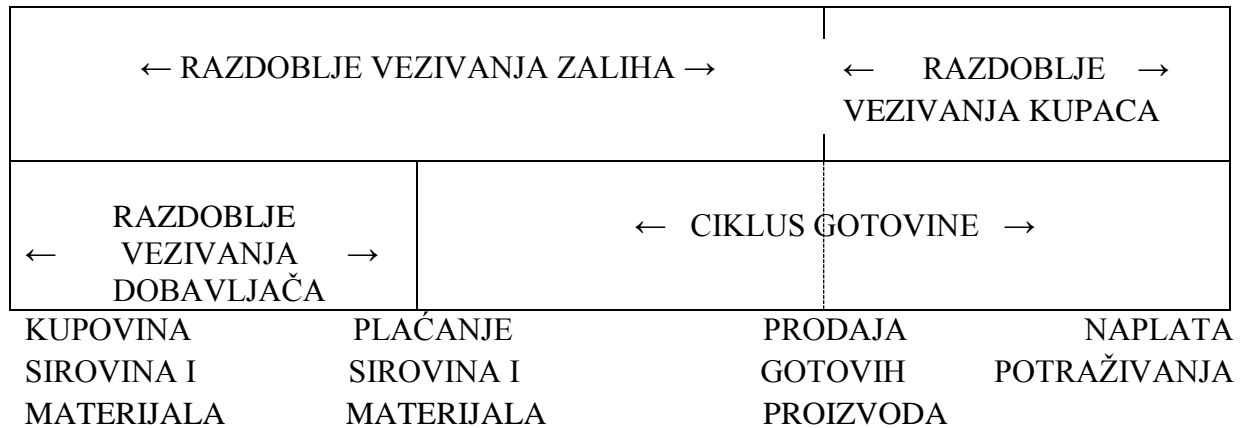 ← RAZDOBLJE VEZIVANJA ZALIHA →
← RAZDOBLJE →
VEZIVANJA KUPACA
RAZDOBLJE
← VEZIVANJA →
DOBAVLJAČA
← CIKLUS GOTOVINE →
KUPOVINA PLAĆANJE PRODAJA NAPLATA
SIROVINA I SIROVINA I GOTOVIH POTRAŽIVANJA
MATERIJALA MATERIJALA PROIZVODA